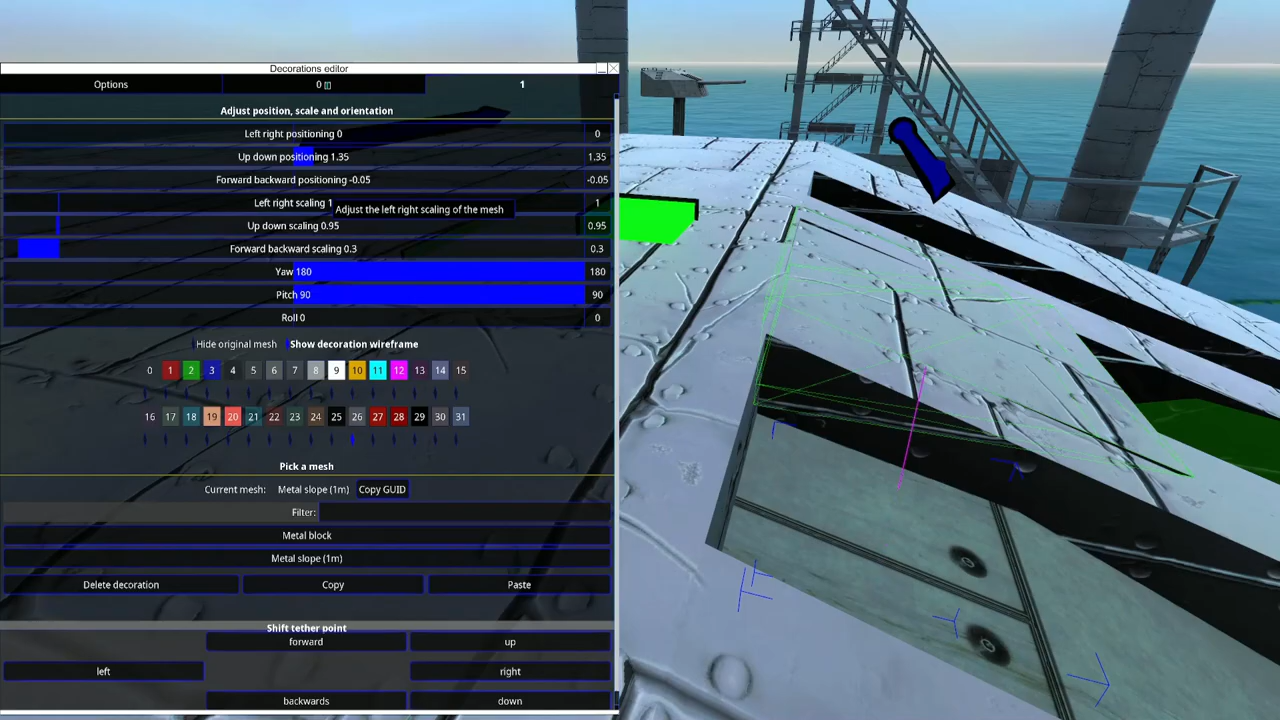 Decorations editor
Options 0 [] 1
Adjust position, scale and orientation
Left right positioning 0 0
Up down positioning 1.35 1.35
Forward backward positioning -0.05 -0.05
Left right scaling 1 1
Adjust the left right scaling of the mesh
Up down scaling 0.95 0.95
Forward backward scaling 0.3 0.3
Yaw 180 180
Pitch 90 90
Roll 0 0
Hide original mesh Show decoration wireframe
0 1 2 3 4 5 6 7 8 9 10 11 12 13 14 15
16 17 18 19 20 21 22 23 24 25 26 27 28 29 30 31
Pick a mesh
Current mesh: Metal slope (1m) Copy GUID
Filter:
Metal block
Metal slope (1m)
Delete decoration Copy Paste
Shift tether point
forward up
left right
backwards down